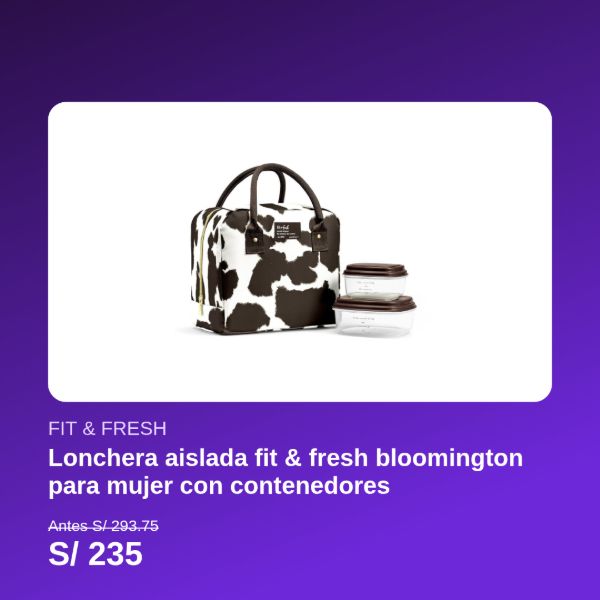 FIT & FRESH
Lonchera aislada fit & fresh bloomington
para mujer con contenedores
Antes S/ 293.75
S/ 235